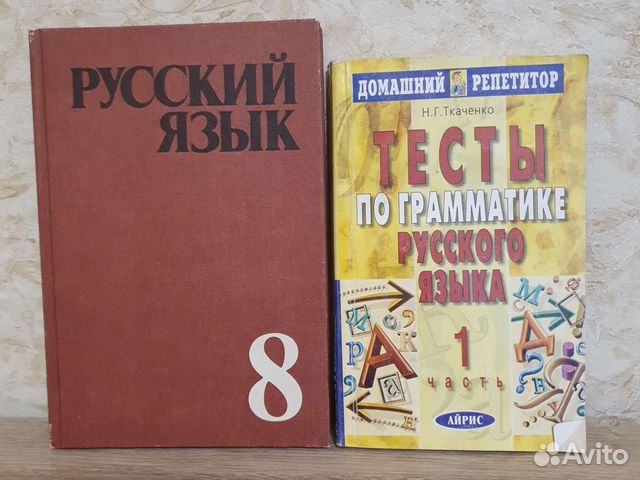 РУССКИЙ
ЯЗЫК
8
ДОМАШНИЙ РЕПЕТИТОР
Н.Г.Ткаченко
ТЕСТЫ
ПО ГРАММАТИКЕ
РУССКОГО
ЯЗЫКА
1
часть
АЙРИС
Avito